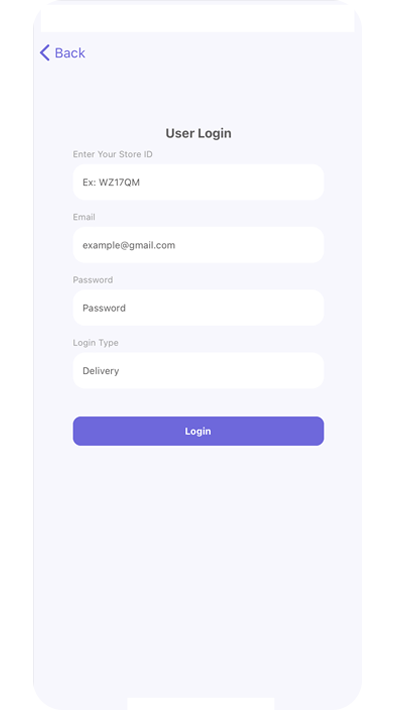 Back
User Login
Enter Your Store ID
Ex: WZ17QM
Email
example@gmail.com
Password
Password
Login Type
Delivery
Login